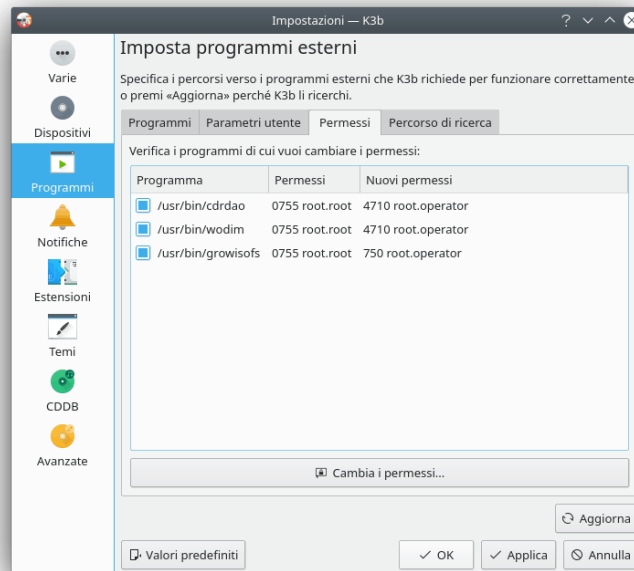 Impostazioni — K3b
Varie
Dispositivi
Programmi
Notifiche
Estensioni
Temi
CDDB
Avanzate
Imposta programmi esterni
Specifica i percorsi verso i programmi esterni che K3b richiede per funzionare correttamente
o premi «Aggiorna» perché K3b li ricerchi.
Programmi Parametri utente Permessi Percorso di ricerca
Verifica i programmi di cui vuoi cambiare i permessi:
Programma Permessi Nuovi permessi
/usr/bin/cdrdao 0755 root.root 4710 root.operator
/usr/bin/wodim 0755 root.root 4710 root.operator
/usr/bin/growisofs 0755 root.root 750 root.operator
Cambia i permessi...
Aggiorna
Valori predefiniti OK Applica Annulla